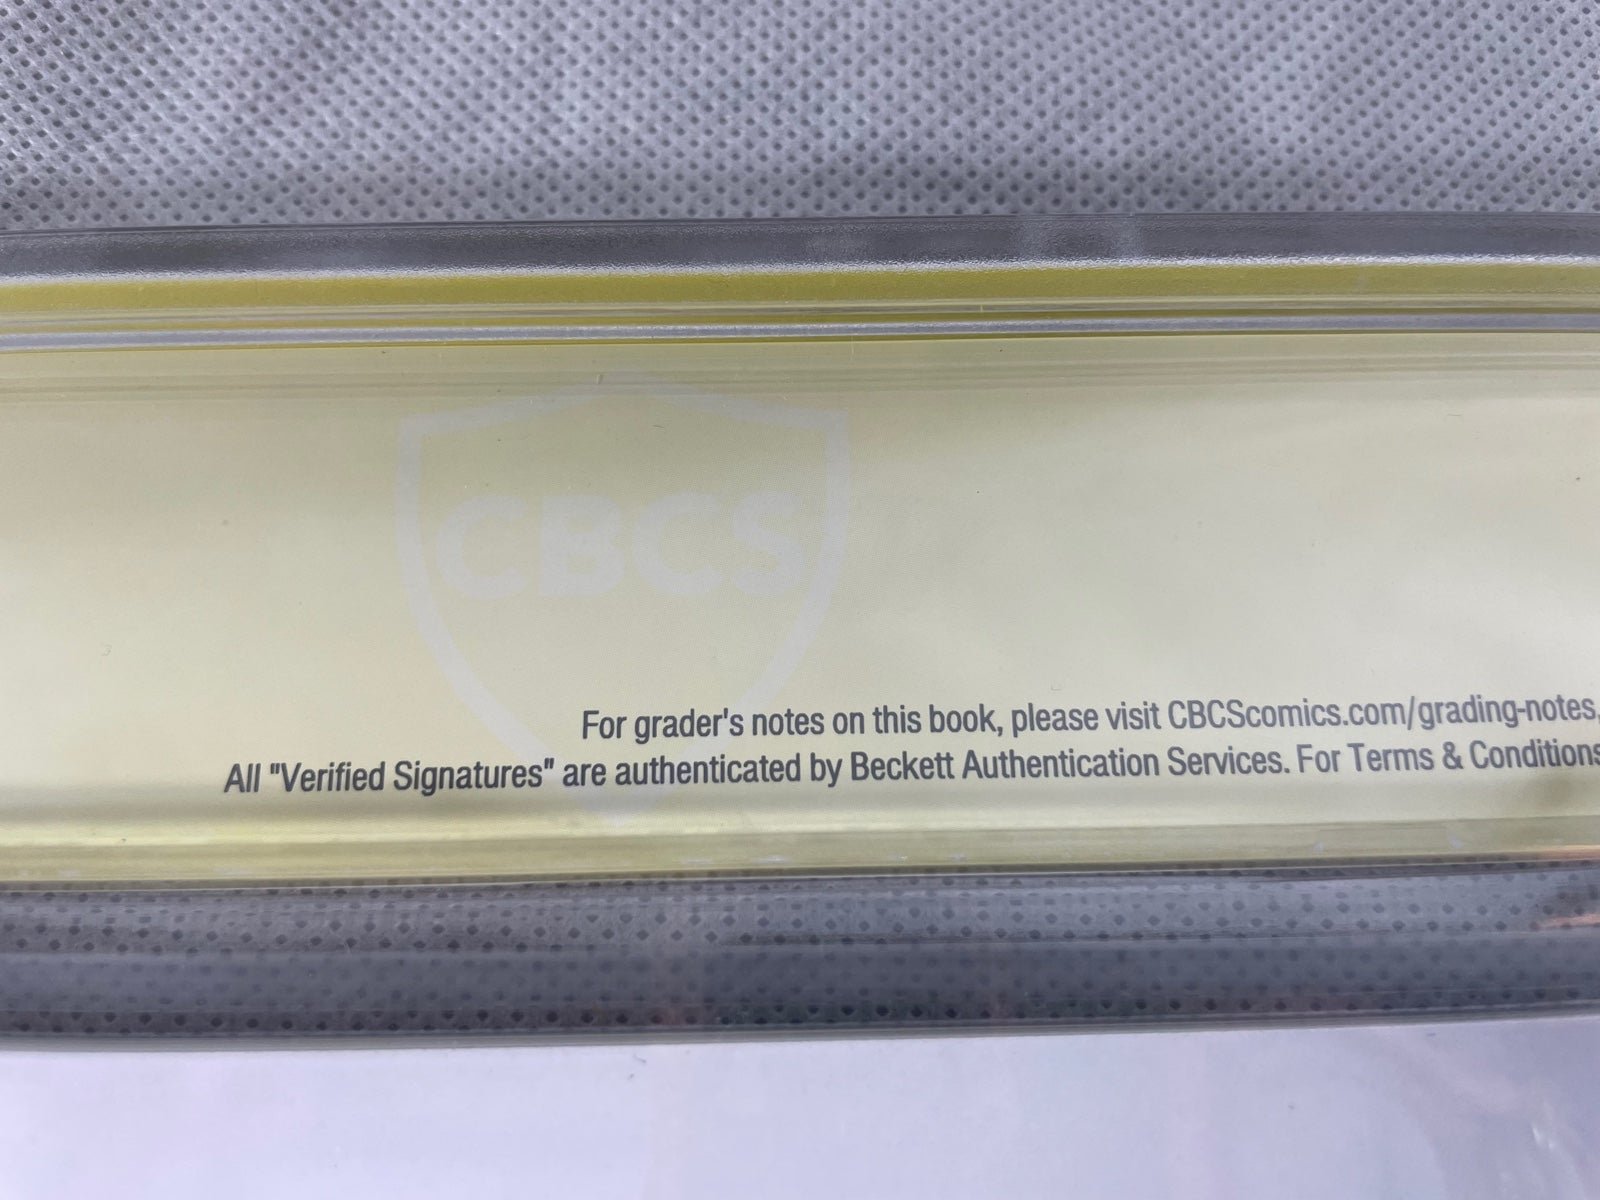 CBCS
For grader's notes on this book, please visit CBCScomics.com/grading-notes,
All "Verified Signatures" are authenticated by Beckett Authentication Services. For Terms & Conditions